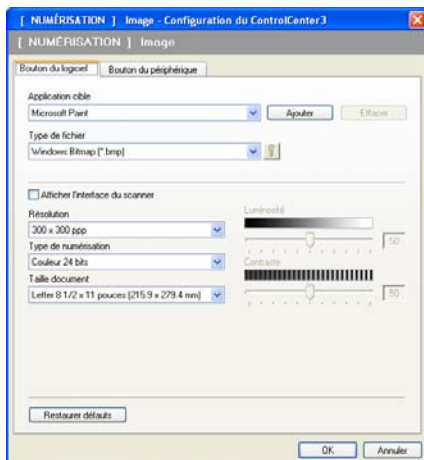 [ NUMÉRISATION ] Image - Configuration du ControlCenter3
[ NUMÉRISATION ] Image
Bouton du logiciel Bouton du périphérique
Application cible
Microsoft Paint Ajouter Effacer
Type de fichier
Windows Bitmap (*.bmp)
Afficher l'interface du scanner
Résolution Luminosité
300 x 300 ppp 50
Type de numérisation Contraste
Couleur 24 bits
Taille document
Letter 8 1/2 x 11 pouces (215.9 x 279.4 mm) 50
Restaurer défauts
OK Annuler